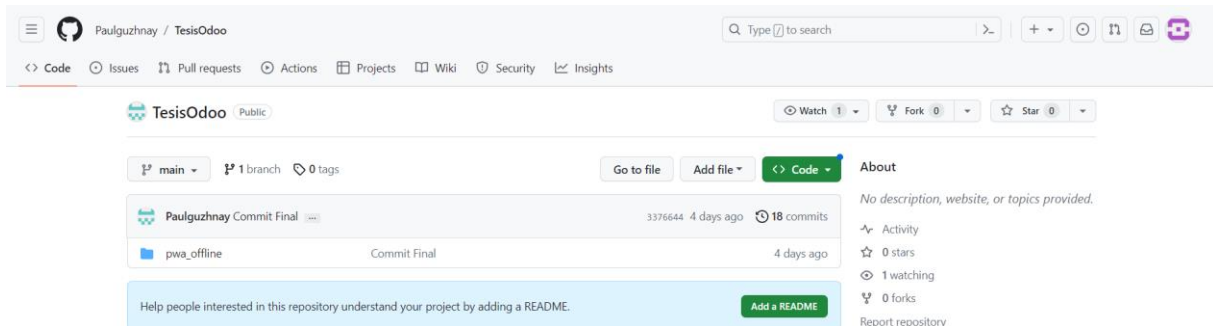 Paulguzhnay / TesisOdoo
Type / to search
Code Issues Pull requests Actions Projects Wiki Security Insights
TesisOdoo Public
Watch 1 Fork 0 Star 0
main 1 branch 0 tags Go to file Add file <> Code
About
No description, website, or topics provided.
Paulguzhnay Commit Final ... 3376644 4 days ago 18 commits
pwa_offline Commit Final 4 days ago
Activity
0 stars
1 watching
0 forks
Report repository
Help people interested in this repository understand your project by adding a README. Add a README